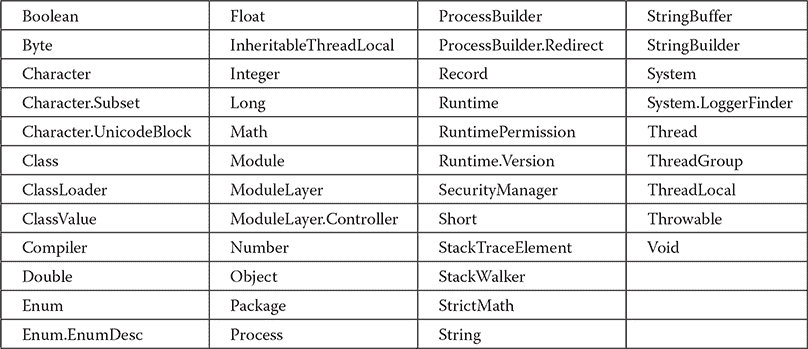 Boolean Float ProcessBuilder StringBuffer
Byte InheritableThreadLocal ProcessBuilder.Redirect StringBuilder
Character Integer Record System
Character.Subset Long Runtime System.LoggerFinder
Character.UnicodeBlock Math RuntimePermission Thread
Class Module Runtime.Version ThreadGroup
ClassLoader ModuleLayer SecurityManager ThreadLocal
ClassValue ModuleLayer.Controller Short Throwable
Compiler Number StackTraceElement Void
Double Object StackWalker
Enum Package StrictMath
Enum.EnumDesc Process String